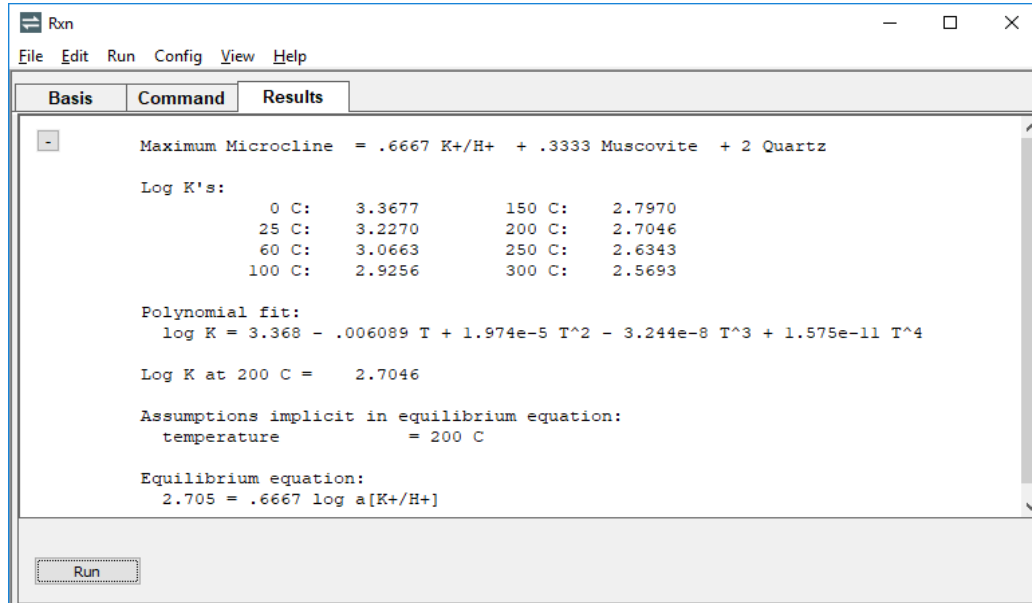 Rxn
File Edit Run Config View Help
Basis Command Results
-
Maximum Microcline = .6667 K+/H+ + .3333 Muscovite + 2 Quartz
Log K's:
0 C: 3.3677 150 C: 2.7970
25 C: 3.2270 200 C: 2.7046
60 C: 3.0663 250 C: 2.6343
100 C: 2.9256 300 C: 2.5693
Polynomial fit:
log K = 3.368 - .006089 T + 1.974e-5 T^2 - 3.244e-8 T^3 + 1.575e-11 T^4
Log K at 200 C = 2.7046
Assumptions implicit in equilibrium equation:
temperature = 200 C
Equilibrium equation:
2.705 = .6667 log a[K+/H+]
Run